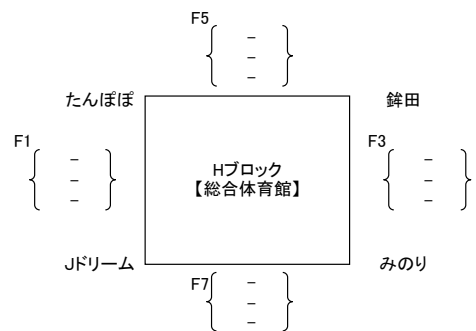 F5
{ – }
–
–
たんぽぽ
鉾田
F1
{ – }
–
–
Hブロック
【総合体育館】
F3
{ – }
–
–
Jドリーム
みのり
F7
{ – }
–
–